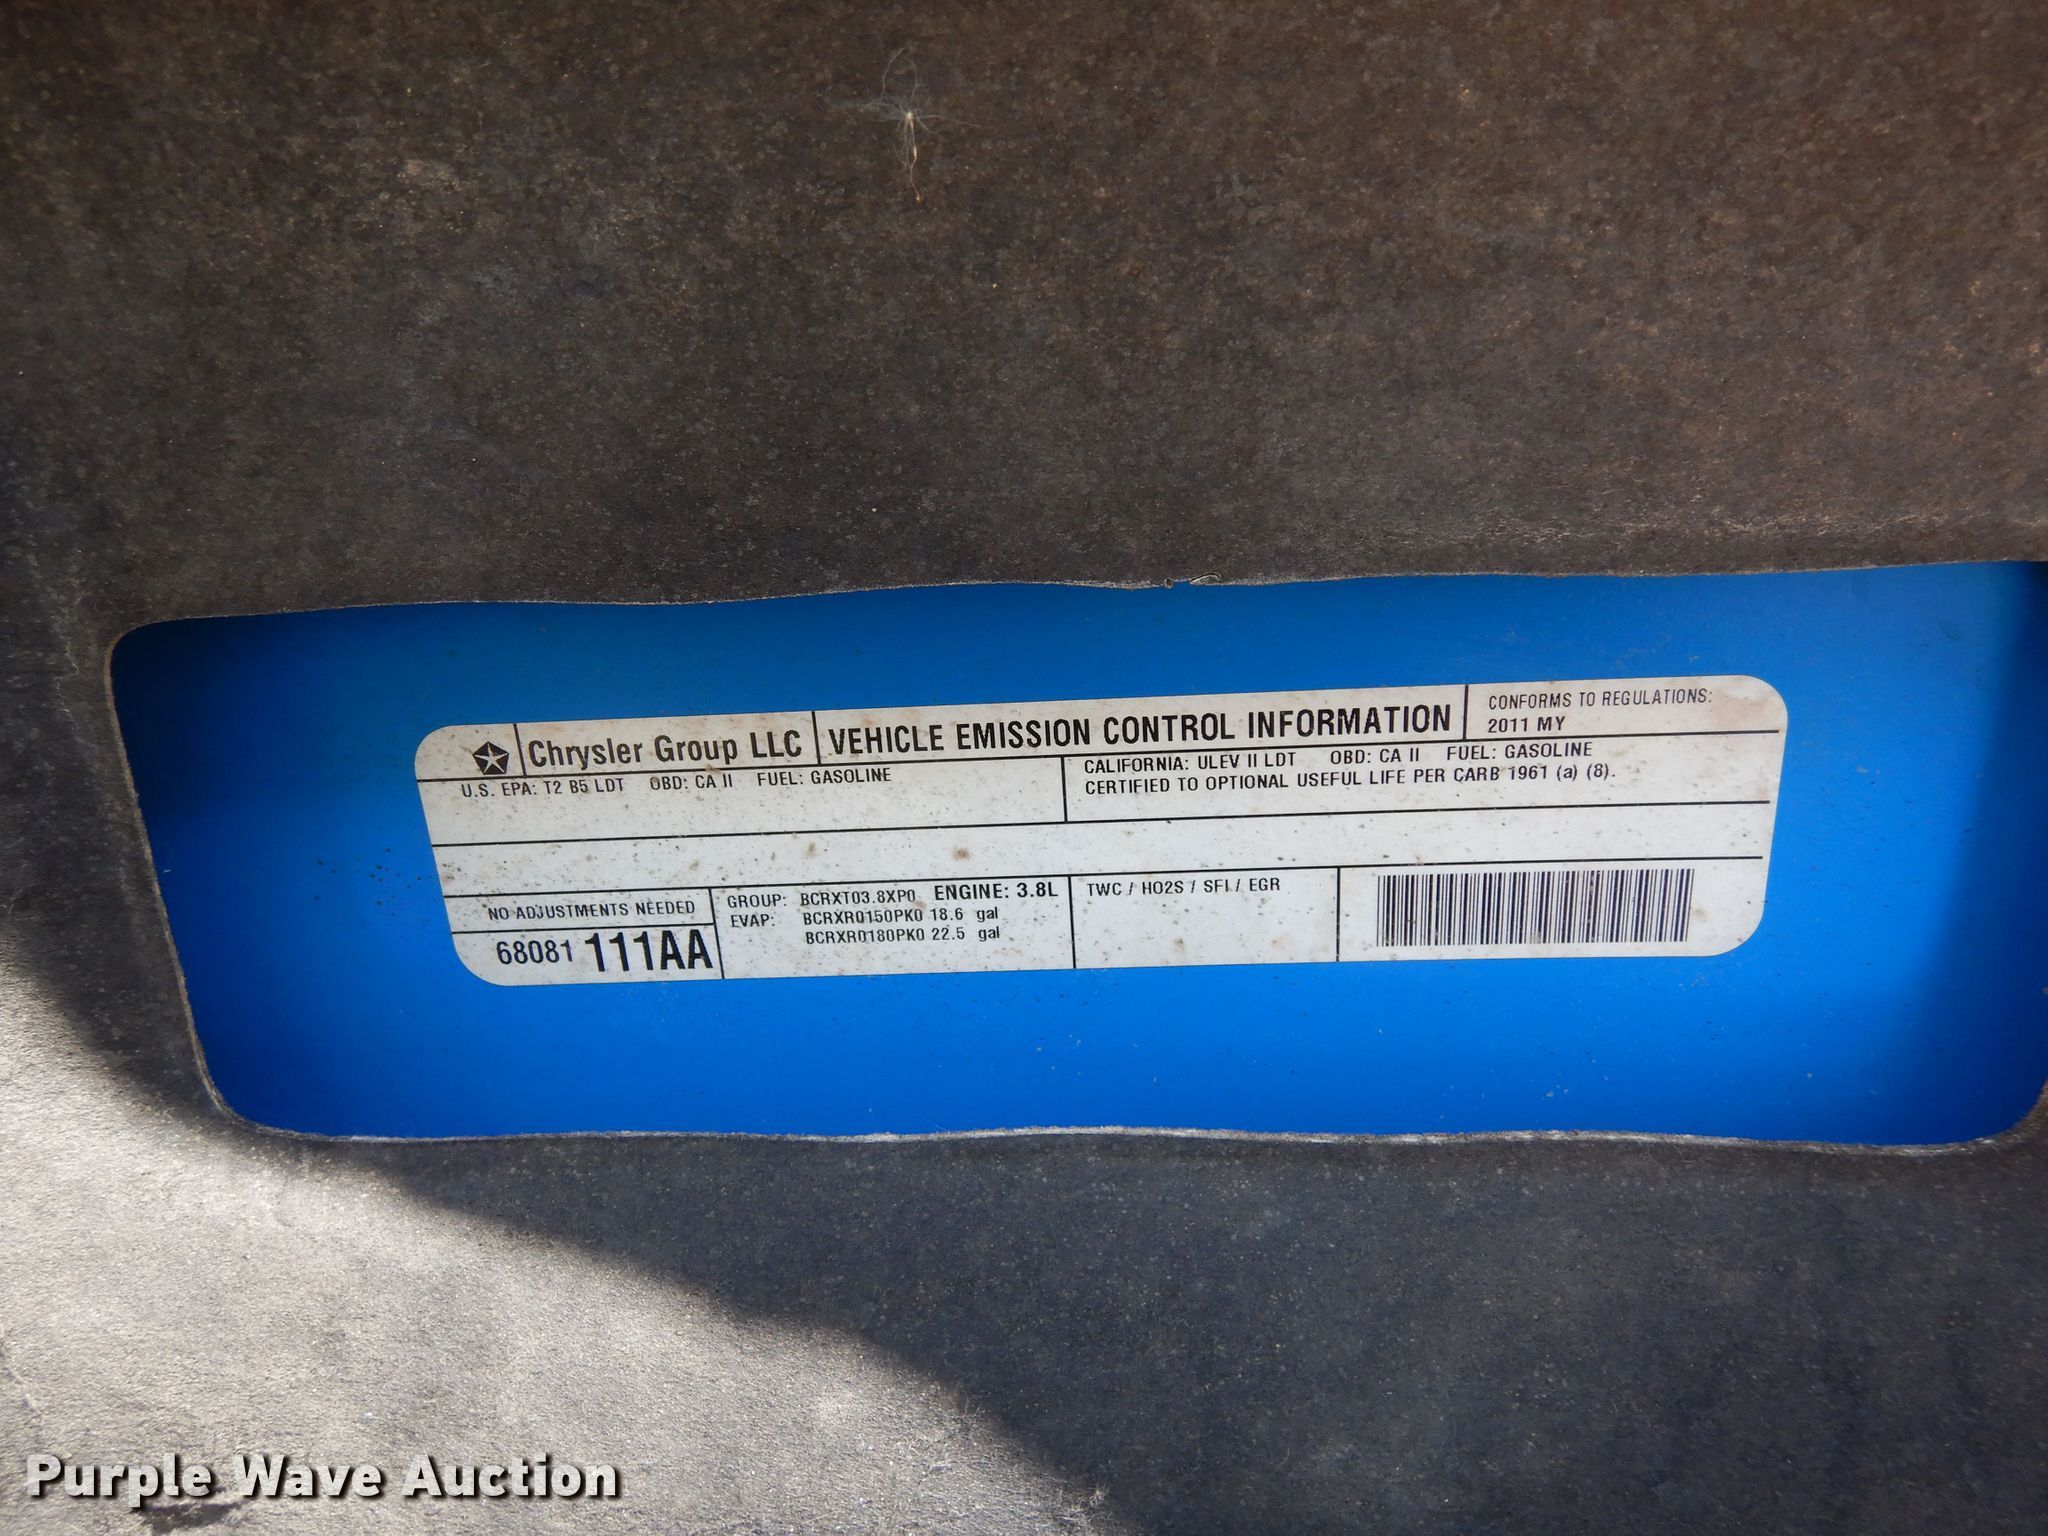 Chrysler Group LLC VEHICLE EMISSION CONTROL INFORMATION
CONFORMS TO REGULATIONS:
2011 MY
U.S. EPA: T2 B5 LDT OBD: CA II FUEL: GASOLINE
CALIFORNIA: ULEV II LDT OBD: CA II FUEL: GASOLINE
CERTIFIED TO OPTIONAL USEFUL LIFE PER CARB 1961 (a) (8).
NO ADJUSTMENTS NEEDED
68081 111AA
GROUP: BCRXT03.8XP0 ENGINE: 3.8L
EVAP: BCRXR0150PK0 18.6 gal
BCRXR0180PK0 22.5 gal
TWC / HO2S / SFI / EGR
Purple Wave Auction